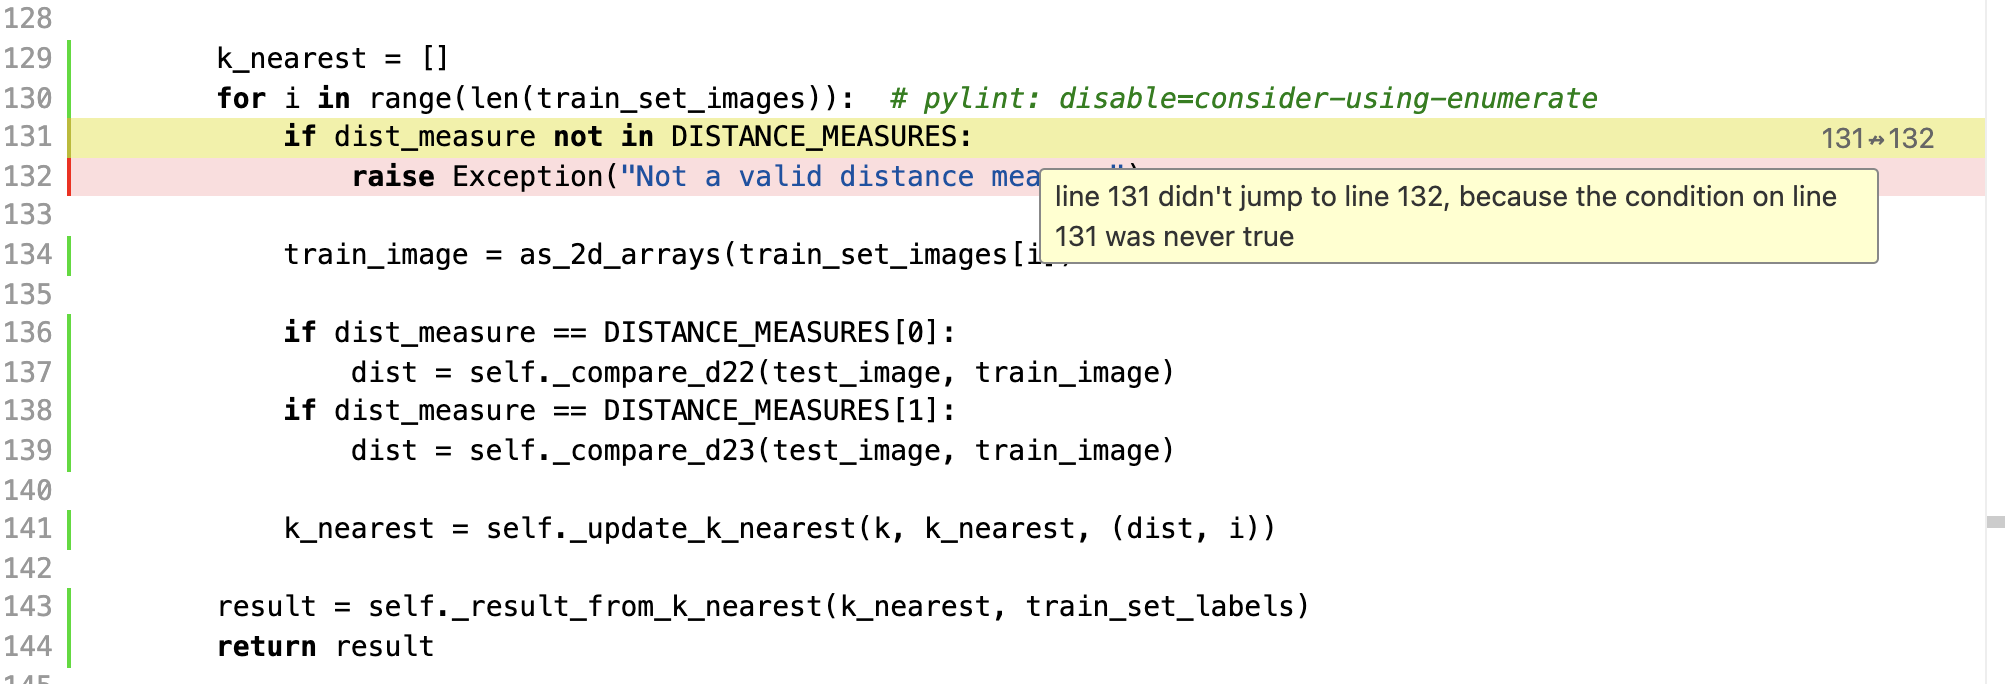 128
129 k_nearest = []
130 for i in range(len(train_set_images)):  # pylint: disable=consider-using-enumerate
131 if dist_measure not in DISTANCE_MEASURES: 131↛132
132 raise Exception("Not a valid distance
line 131 didn't jump to line 132, because the condition on line
131 was never true
133
134 train_image = as_2d_arrays(train_set_images[i])
135
136 if dist_measure == DISTANCE_MEASURES[0]:
137 dist = self._compare_d22(test_image, train_image)
138 if dist_measure == DISTANCE_MEASURES[1]:
139 dist = self._compare_d23(test_image, train_image)
140
141 k_nearest = self._update_k_nearest(k, k_nearest, (dist, i))
142
143 result = self._result_from_k_nearest(k_nearest, train_set_labels)
144 return result
145